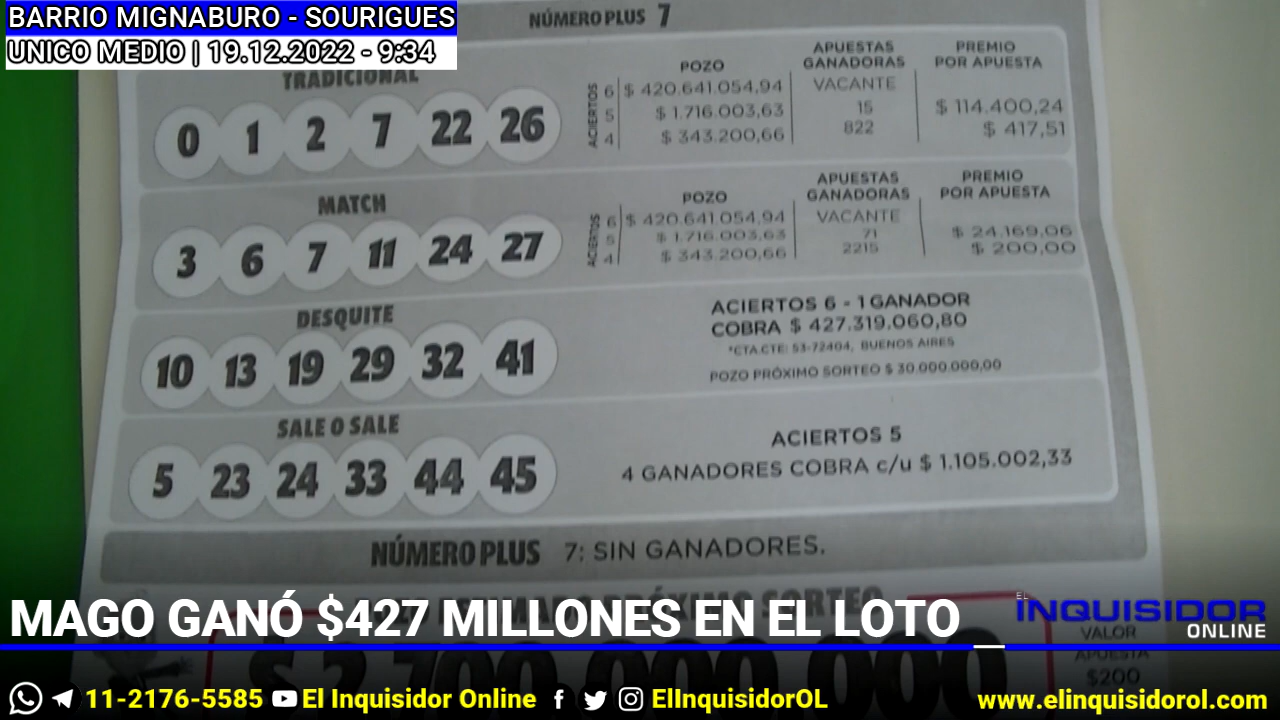 BARRIO MIGNABURO - SOURIGUES
UNICO MEDIO | 19.12.2022 - 9:34
NÚMERO PLUS 7
TRADICIONAL
0 1 2 7 22 26
POZO APUESTAS GANADORAS PREMIO POR APUESTA
ACIERTOS
6 $ 420.641.054,94 VACANTE
5 $ 1.716.003,63 15 $ 114.400,24
4 $ 343.200,66 822 $ 417,51
MATCH
3 6 7 11 24 27
POZO APUESTAS GANADORAS PREMIO POR APUESTA
ACIERTOS
6 $ 420.641.054,94 VACANTE
5 $ 1.716.003,63 71 $ 24.169,06
4 $ 343.200,66 2215 $ 200,00
DESQUITE
10 13 19 29 32 41
ACIERTOS 6 - 1 GANADOR
COBRA $ 427.319.060,80
*CTA.CTE: 53-72404, BUENOS AIRES
POZO PRÓXIMO SORTEO $ 30.000.000,00
SALE O SALE
5 23 24 33 44 45
ACIERTOS 5
4 GANADORES COBRA c/u $ 1.105.002,33
NÚMERO PLUS 7: SIN GANADORES.
PRÓXIMO SORTEO
MAGO GANÓ $427 MILLONES EN EL LOTO
EL INQUISIDOR
ONLINE
VALOR
APUESTA
$200
11-2176-5585 El Inquisidor Online ElInquisidorOL www.elinquisidorol.com